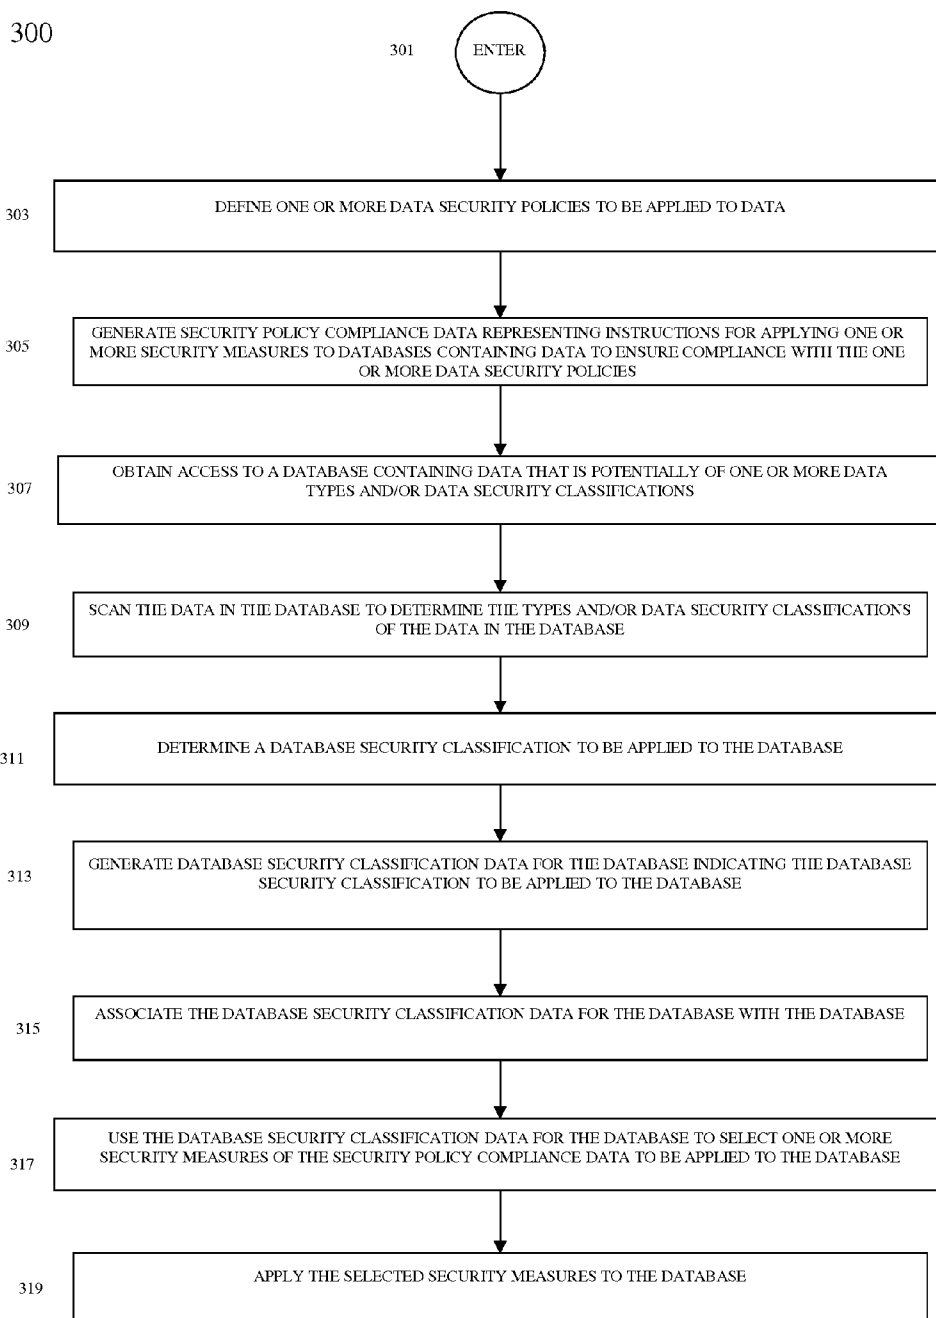 300
301
ENTER
303
DEFINE ONE OR MORE DATA SECURITY POLICIES TO BE APPLIED TO DATA
305
GENERATE SECURITY POLICY COMPLIANCE DATA REPRESENTING INSTRUCTIONS FOR APPLYING ONE OR
MORE SECURITY MEASURES TO DATABASES CONTAINING DATA TO ENSURE COMPLIANCE WITH THE ONE
OR MORE DATA SECURITY POLICIES
307
OBTAIN ACCESS TO A DATABASE CONTAINING DATA THAT IS POTENTIALLY OF ONE OR MORE DATA
TYPES AND/OR DATA SECURITY CLASSIFICATIONS
309
SCAN THE DATA IN THE DATABASE TO DETERMINE THE TYPES AND/OR DATA SECURITY CLASSIFICATIONS
OF THE DATA IN THE DATABASE
311
DETERMINE A DATABASE SECURITY CLASSIFICATION TO BE APPLIED TO THE DATABASE
313
GENERATE DATABASE SECURITY CLASSIFICATION DATA FOR THE DATABASE INDICATING THE DATABASE
SECURITY CLASSIFICATION TO BE APPLIED TO THE DATABASE
315
ASSOCIATE THE DATABASE SECURITY CLASSIFICATION DATA FOR THE DATABASE WITH THE DATABASE
317
USE THE DATABASE SECURITY CLASSIFICATION DATA FOR THE DATABASE TO SELECT ONE OR MORE
SECURITY MEASURES OF THE SECURITY POLICY COMPLIANCE DATA TO BE APPLIED TO THE DATABASE
319
APPLY THE SELECTED SECURITY MEASURES TO THE DATABASE